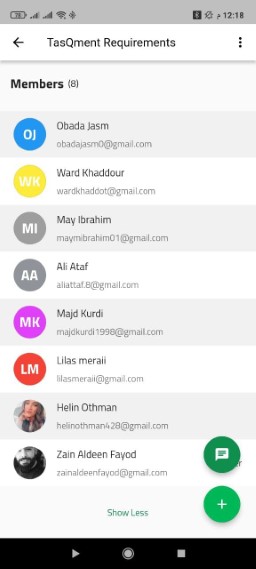 م 12:18
TasQment Requirements
Members (8)
OJ
Obada Jasm
obadajasm0@gmail.com
WK
Ward Khaddour
wardkhaddot@gmail.com
MI
May Ibrahim
maymibrahim01@gmail.com
AA
Ali Ataf
aliattaf.8@gmail.com
MK
Majd Kurdi
majdkurdi1998@gmail.com
LM
Lilas meraii
lilasmeraii@gmail.com
Helin Othman
helinothman428@gmail.com
Zain Aldeen Fayod
zainaldeenfayod@gmail.com
Show Less